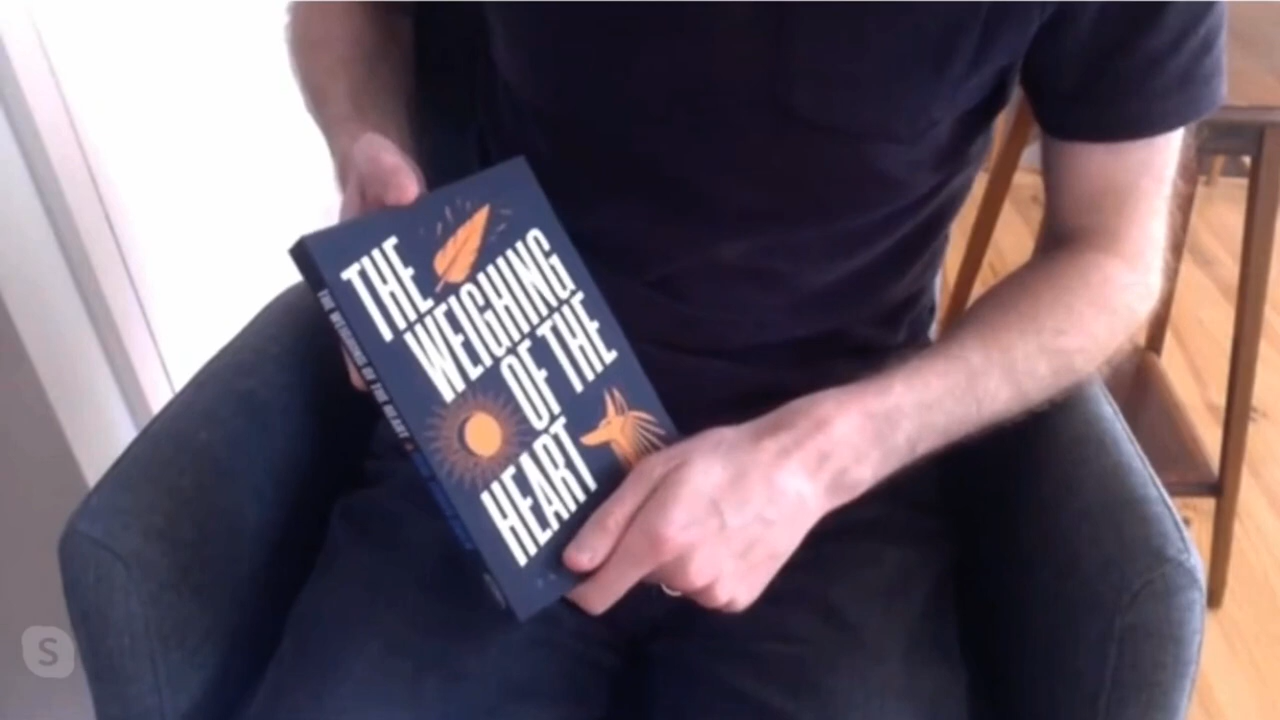 THE
WEIGHING
OF THE
HEART
THE WEIGHING OF THE HEART
S